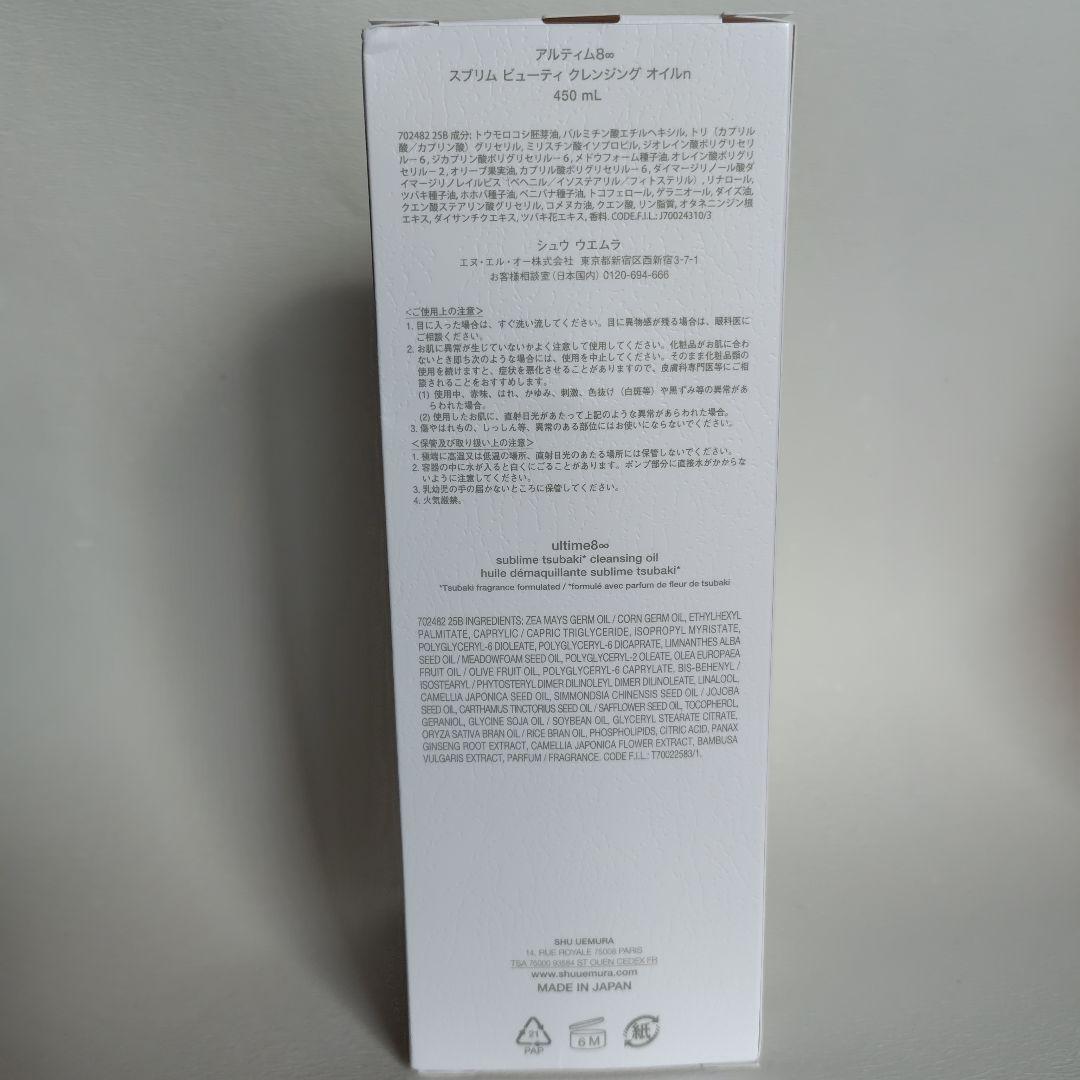 アルティム8∞
スブリム ビューティ クレンジング オイルn
450 mL
702482 25B 成分: トウモロコシ胚芽油, パルミチン酸エチルヘキシル, トリ（カプリル
酸／カプリン酸）グリセリル, ミリスチン酸イソプロピル, ジオレイン酸ポリグリセリ
ル－6, ジカプリン酸ポリグリセリル－6, メドウフォーム種子油, オレイン酸ポリグリ
セリル－2, オリーブ果実油, カプリル酸ポリグリセリル－6, ダイマージリノール酸ダ
イマージリノレイルビス（ベヘニル／イソステアリル／フィトステリル）, リナロール,
ツバキ種子油, ホホバ種子油, ベニバナ種子油, トコフェロール, ゲラニオール, ダイズ油,
クエン酸ステアリン酸グリセリル, コメヌカ油, クエン酸, リン脂質, オタネニンジン根
エキス, ダイサンチクエキス, ツバキ花エキス, 香料. CODE.F.I.L.: J70024310/3
シュウ ウエムラ
エヌ・エル・オー株式会社 東京都新宿区西新宿3-7-1
お客様相談室（日本国内）0120-694-666
<ご使用上の注意>
1. 目に入った場合は、すぐ洗い流してください。目に異物感が残る場合は、眼科医に
ご相談ください。
2. お肌に異常が生じていないかよく注意して使用してください。化粧品がお肌に合わ
ないとき即ち次のような場合には、使用を中止してください。そのまま化粧品類の
使用を続けますと、症状を悪化させることがありますので、皮膚科専門医等にご相
談されることをおすすめします。
(1) 使用中、赤味、はれ、かゆみ、刺激、色抜け（白斑等）や黒ずみ等の異常があ
らわれた場合。
(2) 使用したお肌に、直射日光があたって上記のような異常があらわれた場合。
3. 傷やはれもの、しっしん等、異常のある部位にはお使いにならないでください。
<保管及び取り扱い上の注意>
1. 極端に高温又は低温の場所、直射日光のあたる場所には保管しないでください。
2. 容器の中に水が入ると白くにごることがあります。ポンプ部分に直接水がかからな
いように注意してください。
3. 乳幼児の手の届かないところに保管してください。
4. 火気厳禁。
ultime8∞
sublime tsubaki* cleansing oil
huile démaquillante sublime tsubaki*
*Tsubaki fragrance formulated / *formulé avec parfum de fleur de tsubaki
702482 25B INGREDIENTS: ZEA MAYS GERM OIL / CORN GERM OIL, ETHYLHEXYL
PALMITATE, CAPRYLIC / CAPRIC TRIGLYCERIDE, ISOPROPYL MYRISTATE,
POLYGLYCERYL-6 DIOLEATE, POLYGLYCERYL-6 DICAPRATE, LIMNANTHES ALBA
SEED OIL / MEADOWFOAM SEED OIL, POLYGLYCERYL-2 OLEATE, OLEA EUROPAEA
FRUIT OIL / OLIVE FRUIT OIL, POLYGLYCERYL-6 CAPRYLATE, BIS-BEHENYL /
ISOSTEARYL / PHYTOSTERYL DIMER DILINOLEYL DIMER DILINOLEATE, LINALOOL,
CAMELLIA JAPONICA SEED OIL, SIMMONDSIA CHINENSIS SEED OIL / JOJOBA
SEED OIL, CARTHAMUS TINCTORIUS SEED OIL / SAFFLOWER SEED OIL, TOCOPHEROL,
GERANIOL, GLYCINE SOJA OIL / SOYBEAN OIL, GLYCERYL STEARATE CITRATE,
ORYZA SATIVA BRAN OIL / RICE BRAN OIL, PHOSPHOLIPIDS, CITRIC ACID, PANAX
GINSENG ROOT EXTRACT, CAMELLIA JAPONICA FLOWER EXTRACT, BAMBUSA
VULGARIS EXTRACT, PARFUM / FRAGRANCE. CODE F.I.L.: T70022583/1.
SHU UEMURA
14, RUE ROYALE 75008 PARIS
TSA 75000 93584 ST OUEN CEDEX FR
www.shuuemura.com
MADE IN JAPAN
21
PAP
6 M
紙